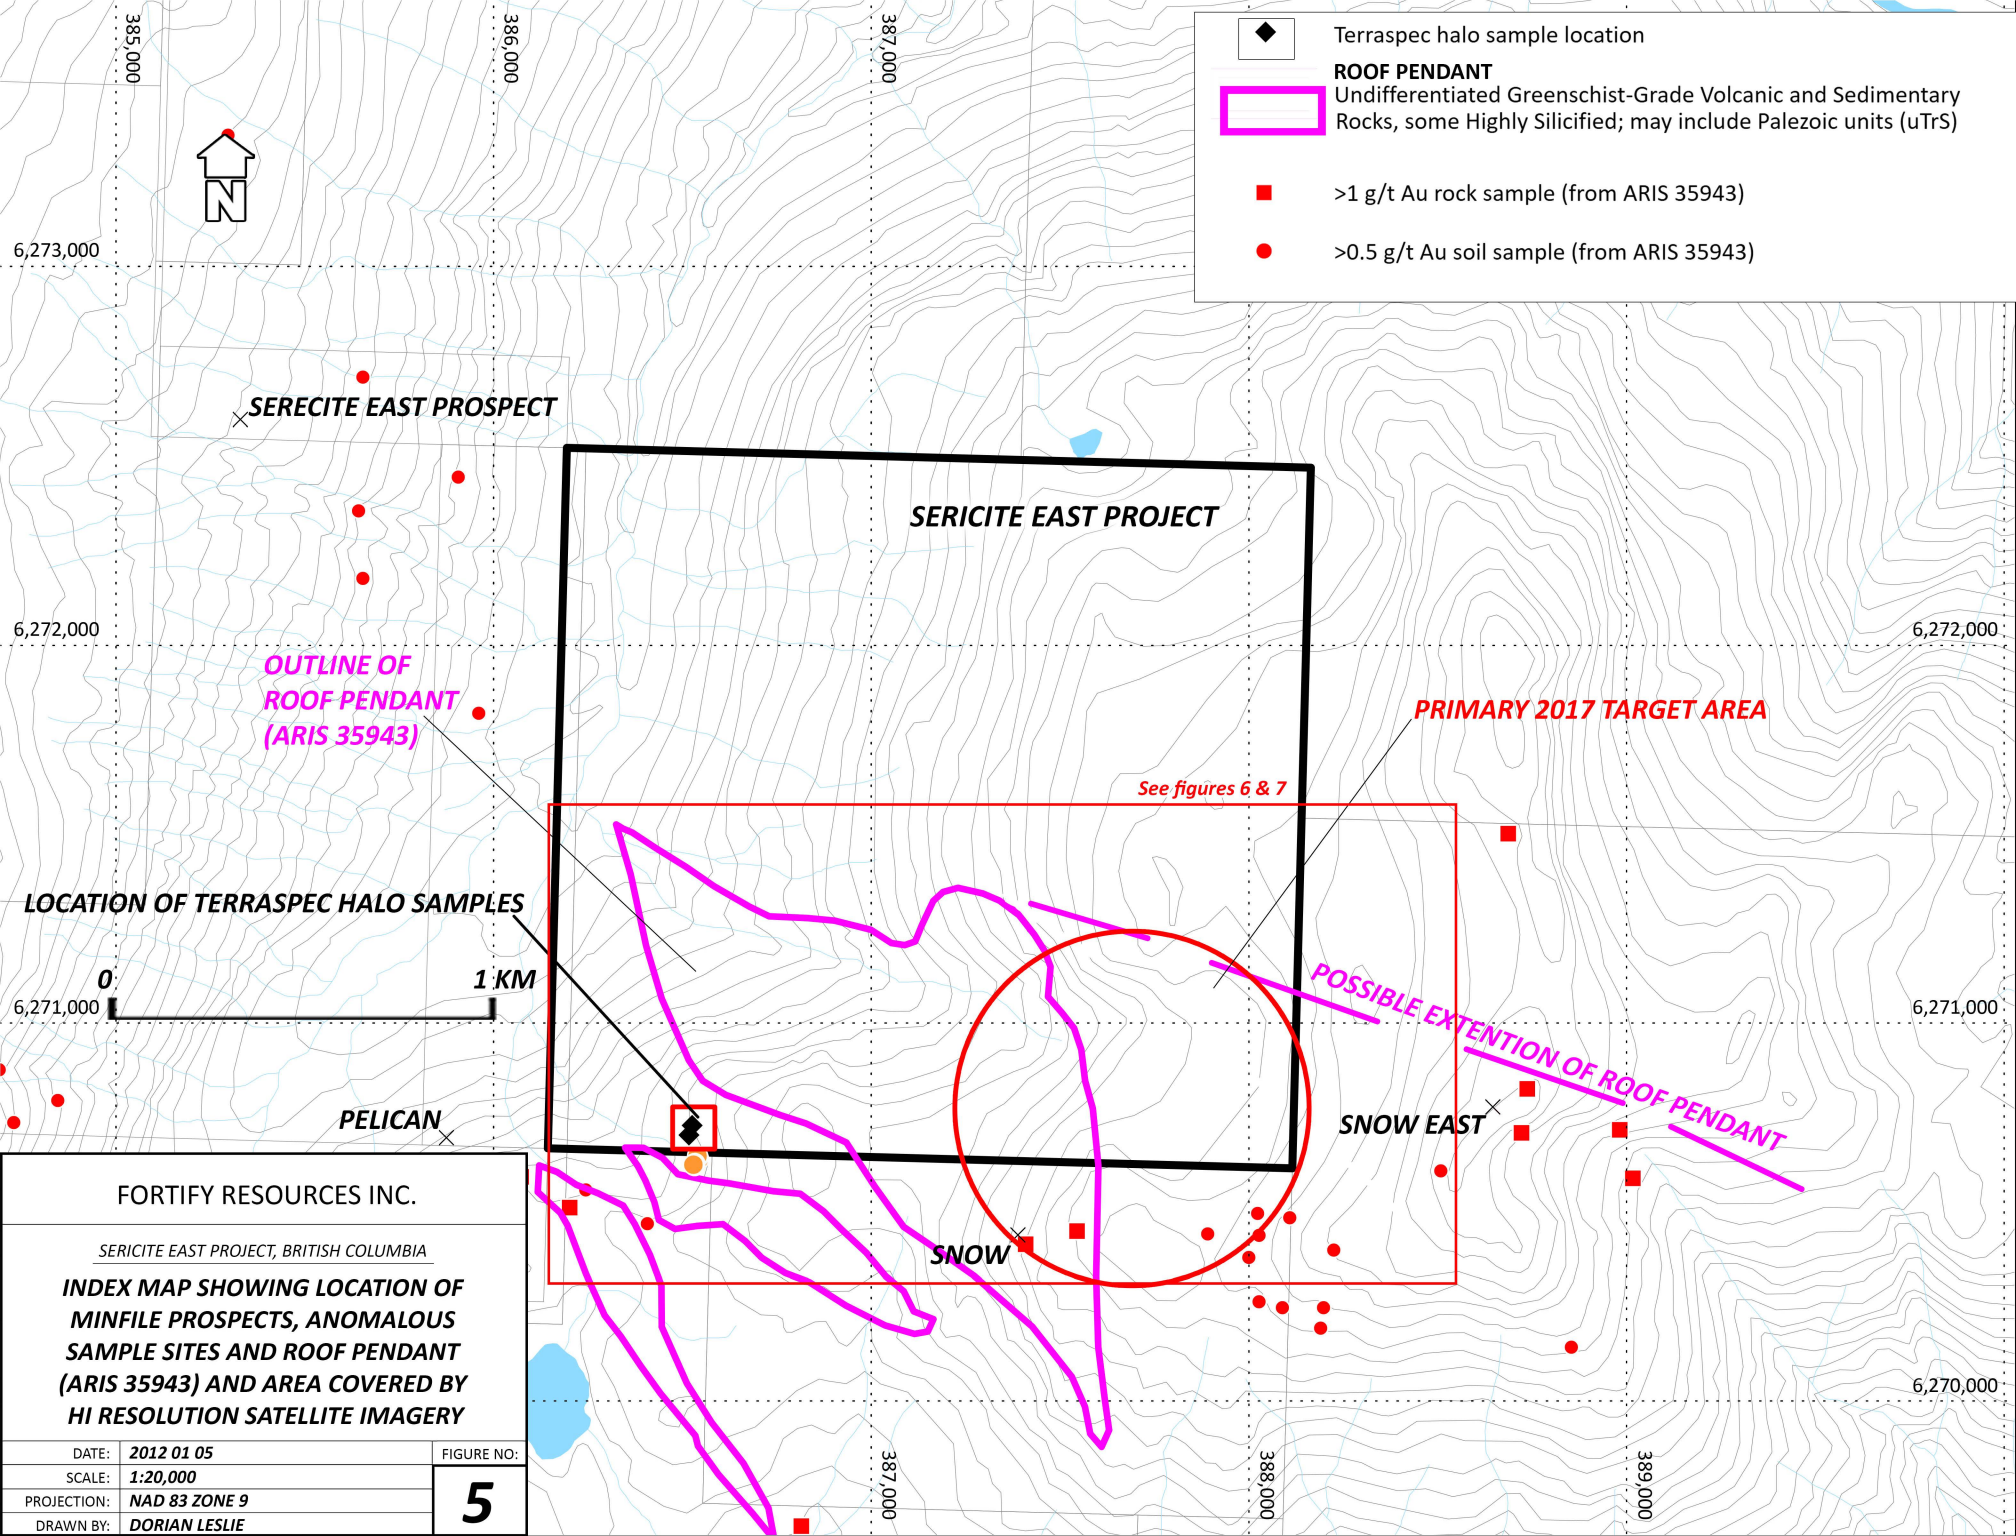 385,000
386,000
387,000
Terraspec halo sample location
ROOF PENDANT
Undifferentiated Greenschist-Grade Volcanic and Sedimentary
Rocks, some Highly Silicified; may include Palezoic units (uTrS)
>1 g/t Au rock sample (from ARIS 35943)
>0.5 g/t Au soil sample (from ARIS 35943)
N
6,273,000
SERECITE EAST PROSPECT
SERICITE EAST PROJECT
6,272,000
6,272,000
OUTLINE OF
ROOF PENDANT
(ARIS 35943)
PRIMARY 2017 TARGET AREA
See figures 6 & 7
LOCATION OF TERRASPEC HALO SAMPLES
0
1 KM
6,271,000
6,271,000
POSSIBLE EXTENTION OF ROOF PENDANT
PELICAN
SNOW EAST
SNOW
6,270,000
387,000
388,000
389,000
FORTIFY RESOURCES INC.
SERICITE EAST PROJECT, BRITISH COLUMBIA
INDEX MAP SHOWING LOCATION OF
MINFILE PROSPECTS, ANOMALOUS
SAMPLE SITES AND ROOF PENDANT
(ARIS 35943) AND AREA COVERED BY
HI RESOLUTION SATELLITE IMAGERY
DATE: 2012 01 05
FIGURE NO:
SCALE: 1:20,000
5
PROJECTION: NAD 83 ZONE 9
DRAWN BY: DORIAN LESLIE